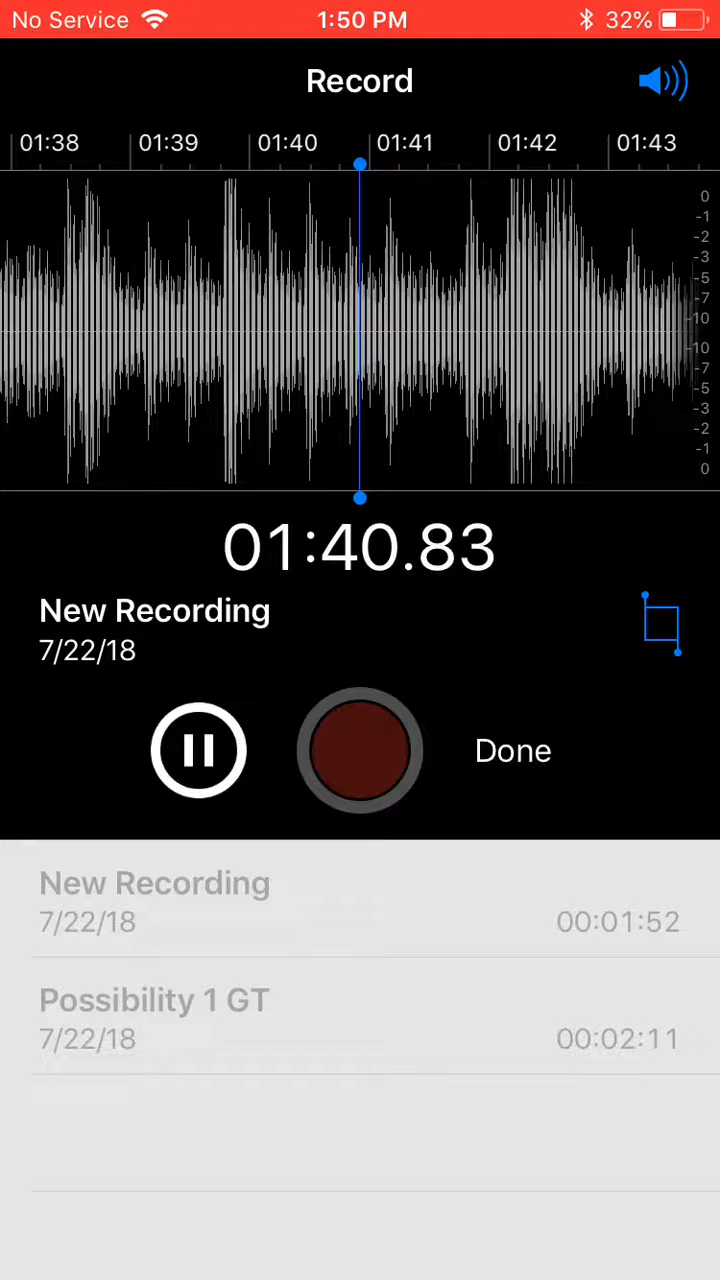 No Service 1:50 PM 32%
Record
01:38 01:39 01:40 01:41 01:42 01:43
0
-1
-2
-3
-5
-7
-10
-10
-7
-5
-3
-2
-1
0
01:40.83
New Recording
7/22/18
Done
New Recording
7/22/18 00:01:52
Possibility 1 GT
7/22/18 00:02:11